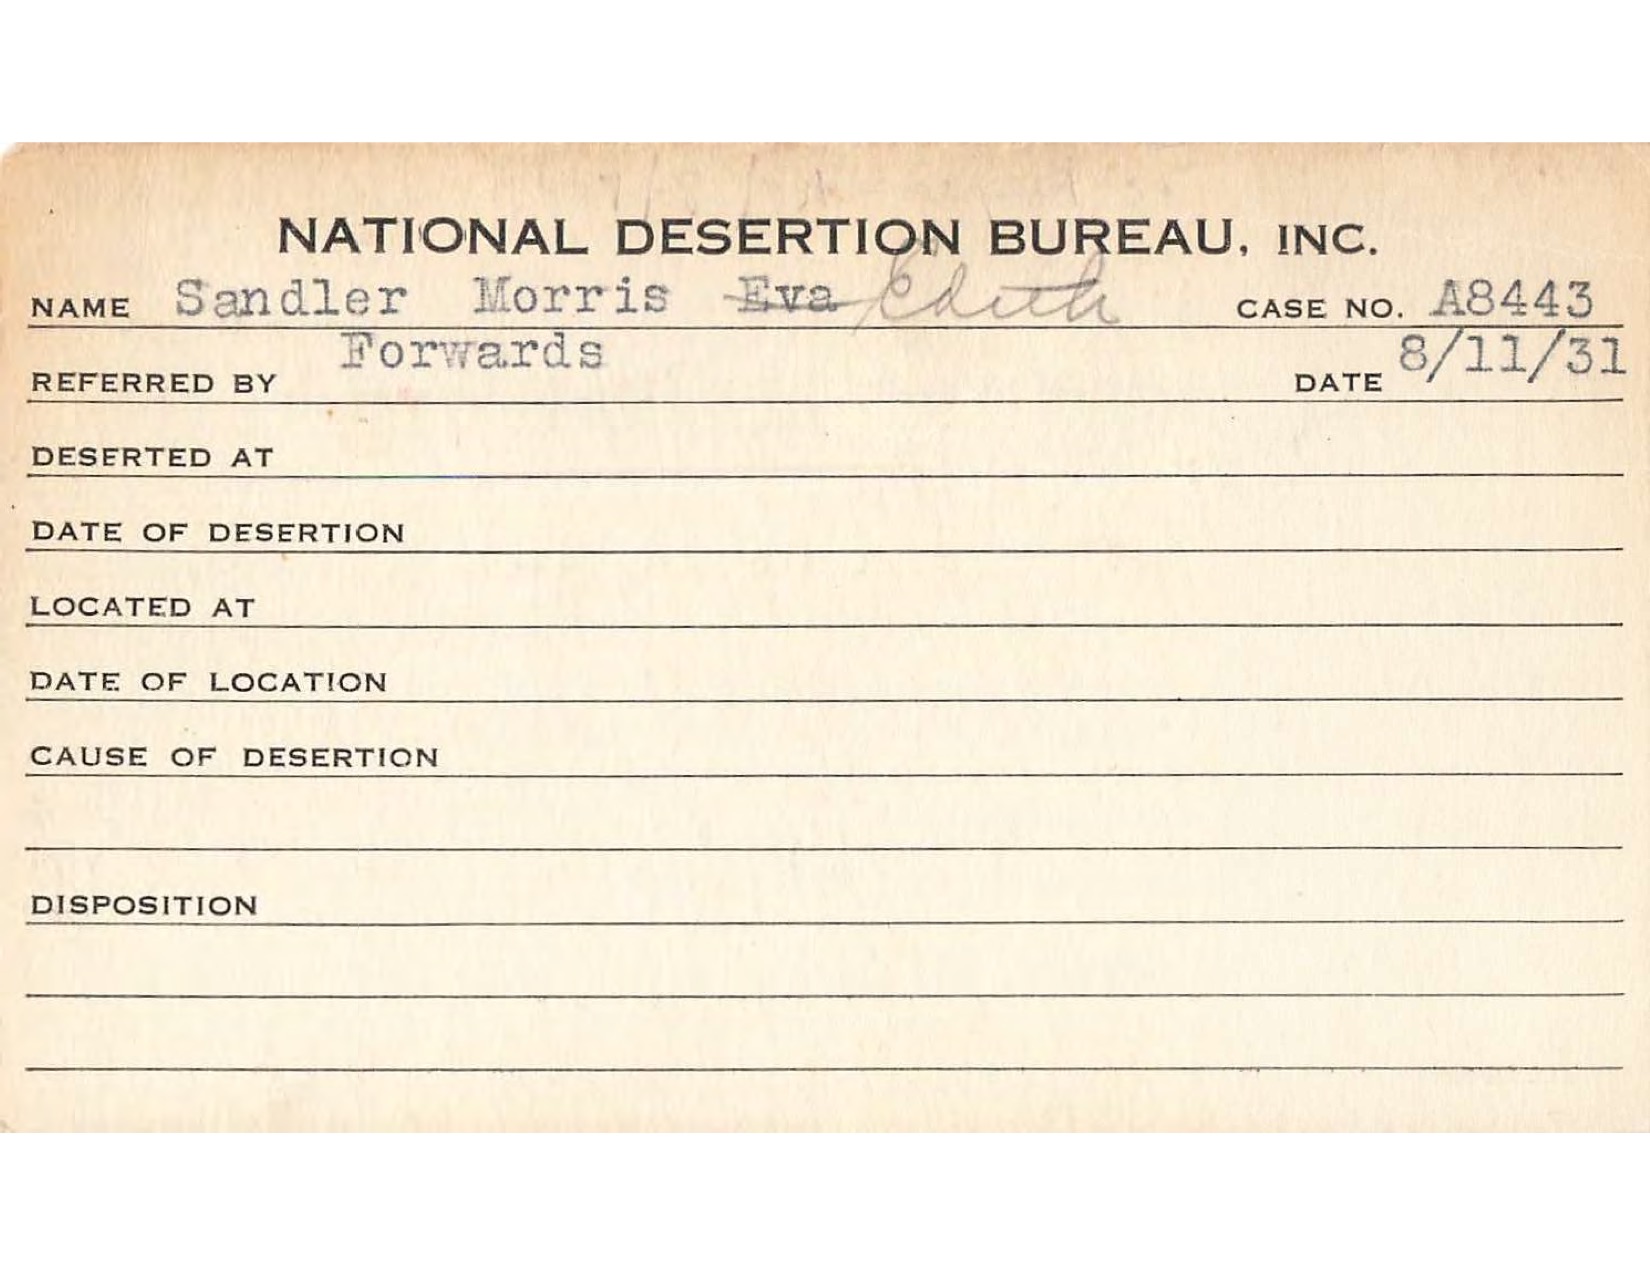 NATIONAL DESERTION BUREAU, INC.
NAME Sandler Morris Eva Edith CASE NO. A8443
REFERRED BY Forwards DATE 8/11/31
DESERTED AT
DATE OF DESERTION
LOCATED AT
DATE OF LOCATION
CAUSE OF DESERTION
DISPOSITION